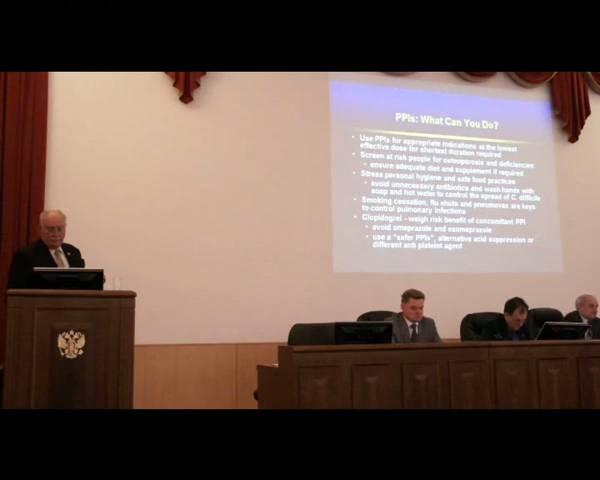 PPIs: What Can You Do?
• Use PPIs for appropriate indications at the lowest
effective dose for shortest duration required
• Screen at risk people for osteoporosis and deficiencies
• ensure adequate diet and supplement if required
• Stress personal hygiene and safe food practices
• avoid unnecessary antibiotics and wash hands with
soap and hot water to control the spread of C. difficile
• Smoking cessation, flu shots and pneumovax are keys
to control pulmonary infections
• Clopidogrel - weigh risk benefit of concomitant PPI
• avoid omeprazole and esomeprazole
• use a "safer PPIs", alternative acid suppression or
different anti platelet agent